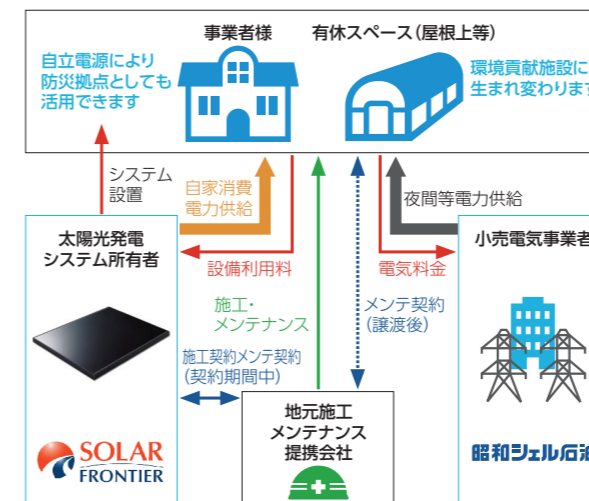 事業者様
有休スペース(屋根上等)
自立電源により
防災拠点としても
活用できます
環境貢献施設に
生まれ変わります
システム
設置
自家消費
電力供給
夜間等電力供給
太陽光発電
システム所有者
設備利用料
電気料金
小売電気事業者
施工・
メンテナンス
メンテ契約
(譲渡後)
施工契約メンテ契約
(契約期間中)
地元施工
メンテナンス
提携会社
SOLAR
FRONTIER
昭和シェル石油